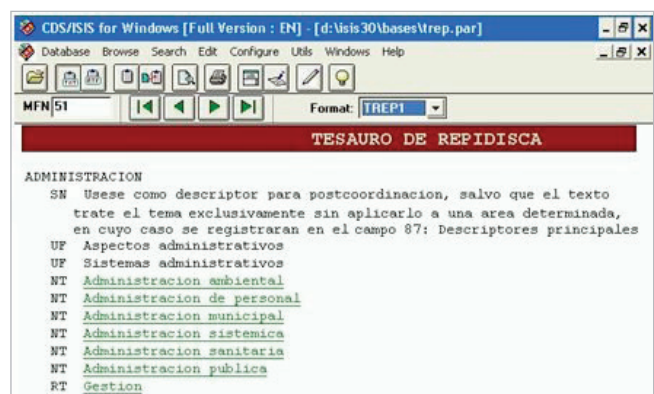 CDS/ISIS for Windows [Full Version : EN] - [d:\isis30\bases\trep.par]
Database Browse Search Edit Configure Utils Windows Help
MFN 51 Format: TREP1
TESAURO DE REPIDISCA
ADMINISTRACION
SN Usese como descriptor para postcoordinacion, salvo que el texto
trate el tema exclusivamente sin aplicarlo a una area determinada,
en cuyo caso se registraran en el campo 87: Descriptores principales
UF Aspectos administrativos
UF Sistemas administrativos
NT Administracion ambiental
NT Administracion de personal
NT Administracion municipal
NT Administracion sistemica
NT Administracion sanitaria
NT Administracion publica
RT Gestion